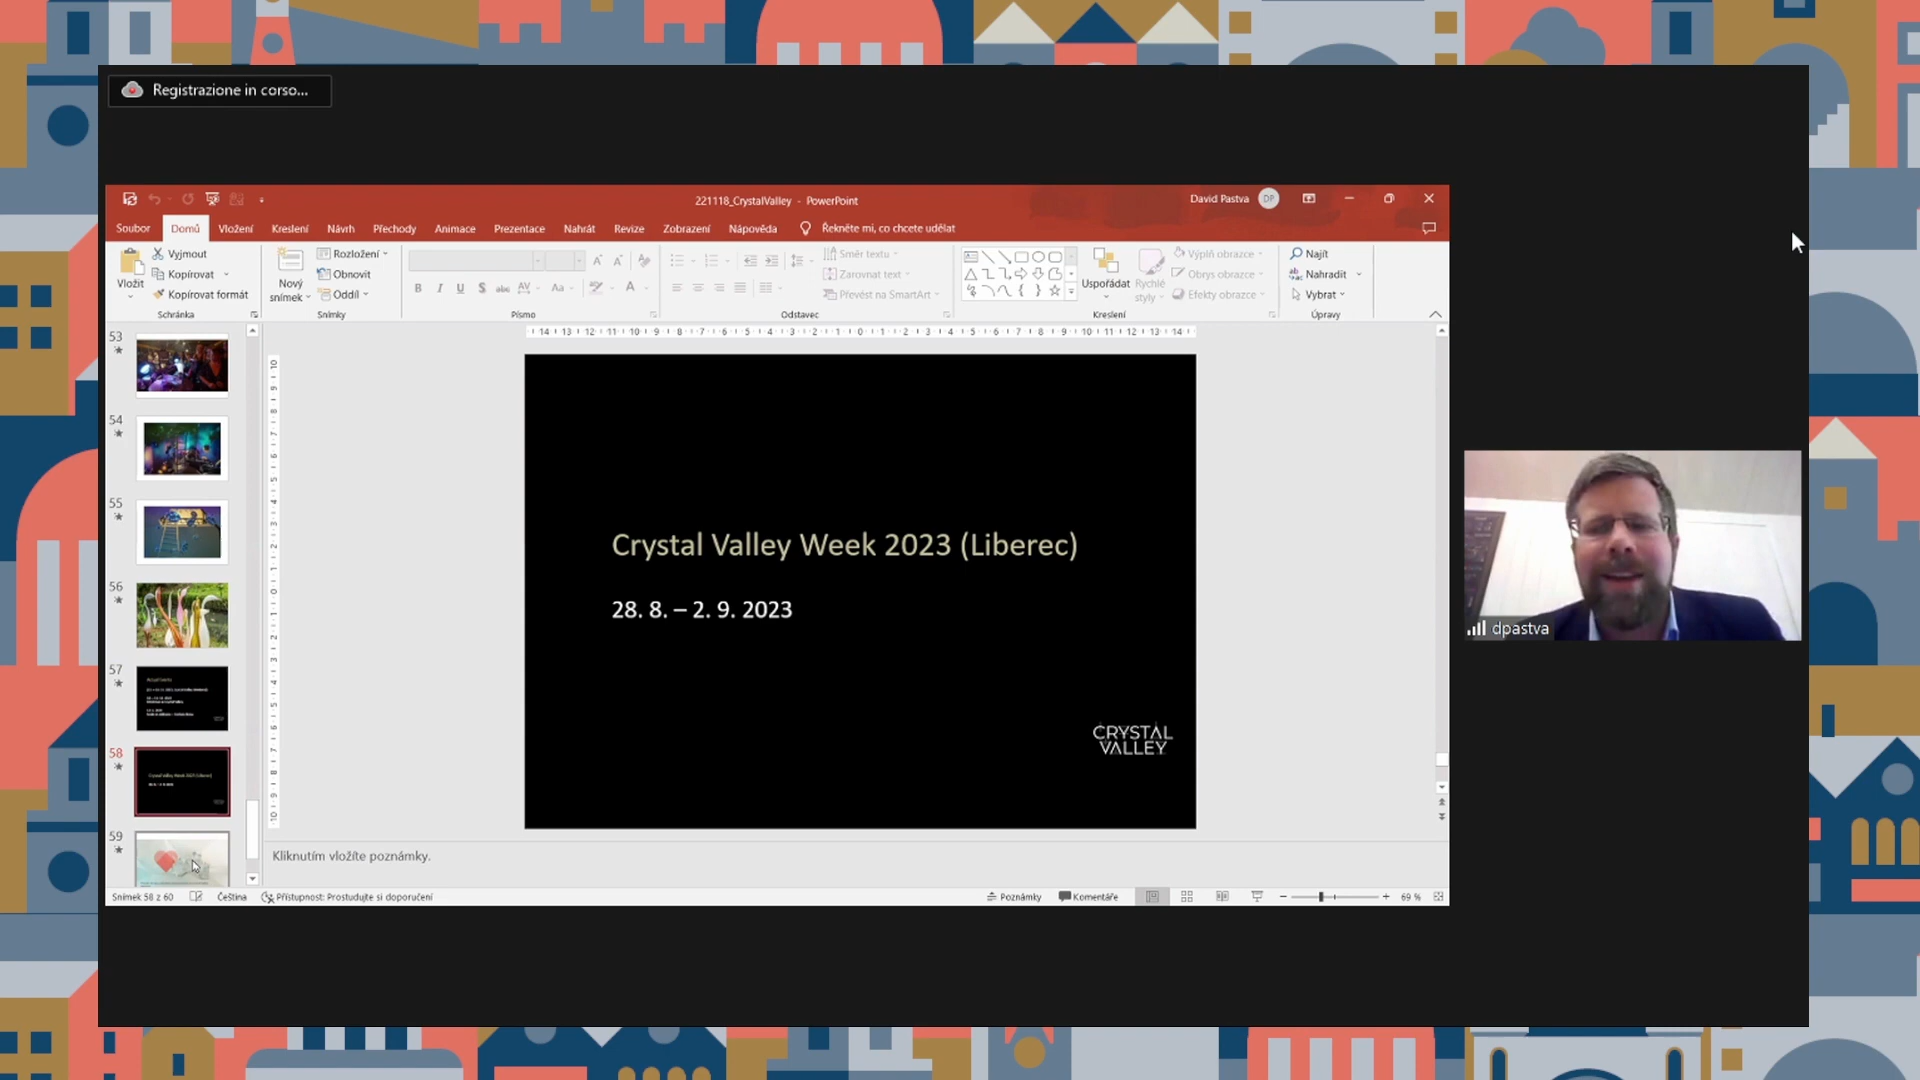 Registrazione in corso...
221118_CrystalValley - PowerPoint
David Pastva DP
Soubor Domů Vložení Kreslení Návrh Přechody Animace Prezentace Nahrát Revize Zobrazení Nápověda Řekněte mi, co chcete udělat
Vložit
Vyjmout
Kopírovat
Kopírovat formát
Schránka
Nový
snímek
Rozložení
Obnovit
Oddíl
Snímky
B I U S abc AV Aa A
Písmo
Směr textu
Zarovnat text
Převést na SmartArt
Odstavec
Uspořádat
Rychlé
styly
Výplň obrazce
Obrys obrazce
Efekty obrazce
Kreslení
Najít
Nahradit
Vybrat
Úpravy
53
54
55
56
57
58
59
Crystal Valley Week 2023 (Liberec)
28. 8. – 2. 9. 2023
CRYSTAL
VALLEY
dpastva
Kliknutím vložíte poznámky.
Snímek 58 z 60 Čeština Přístupnost: Prostudujte si doporučení Poznámky Komentáře 69 %